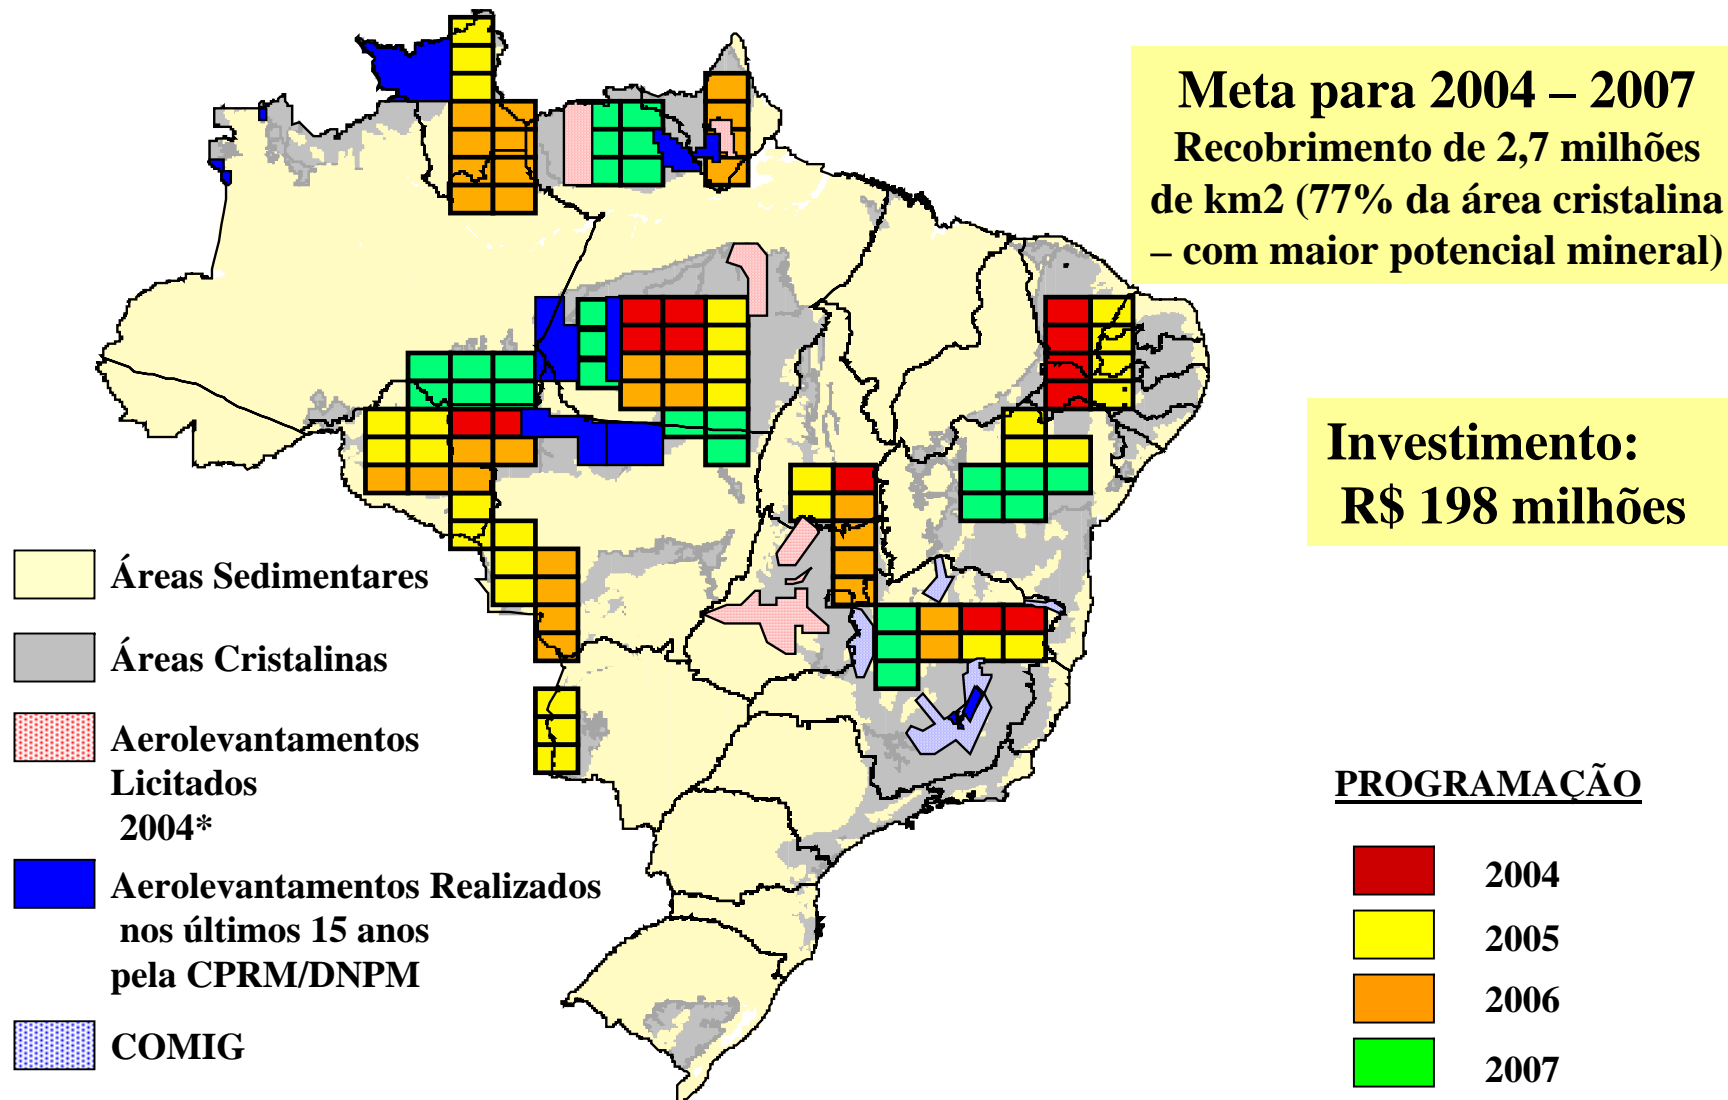 Meta para 2004 – 2007
Recobrimento de 2,7 milhões
de km2 (77% da área cristalina
– com maior potencial mineral)
Investimento:
R$ 198 milhões
Áreas Sedimentares
Áreas Cristalinas
Aerolevantamentos
Licitados
2004*
Aerolevantamentos Realizados
nos últimos 15 anos
pela CPRM/DNPM
COMIG
PROGRAMAÇÃO
2004
2005
2006
2007